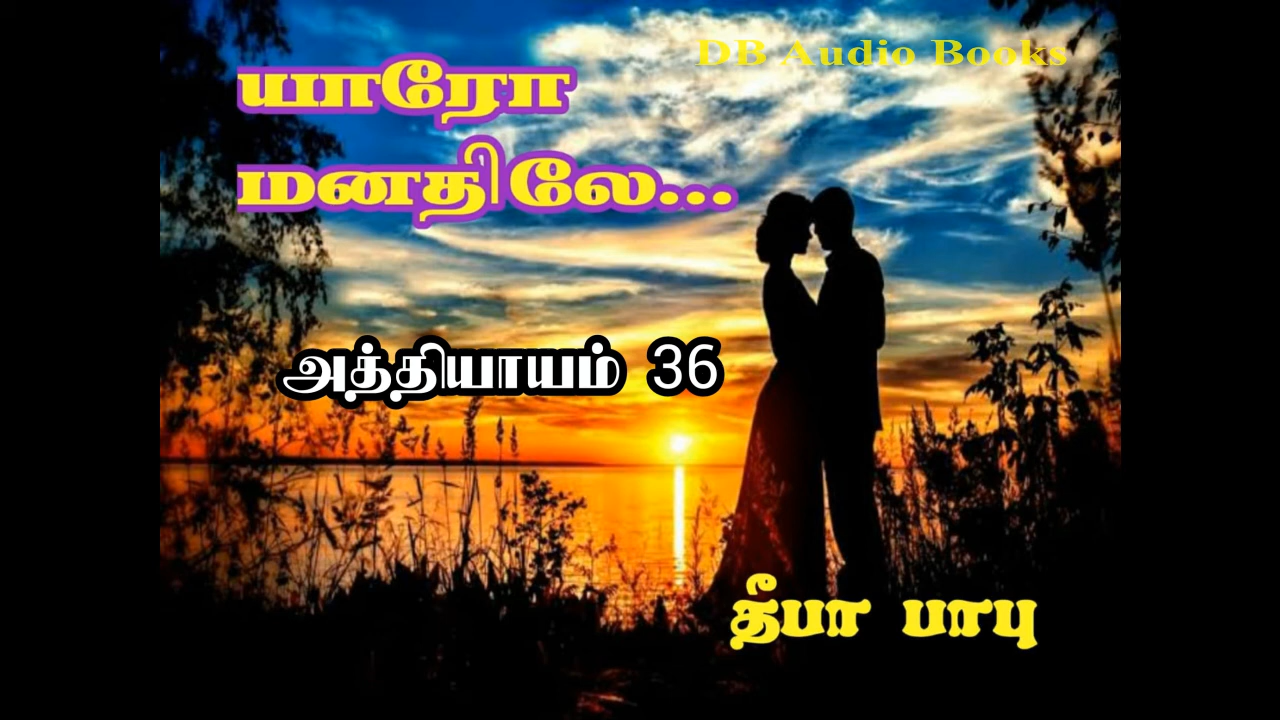 DB Audio Books
யாரோ
மனதிலே...
அத்தியாயம் 36
தீபா பாபு